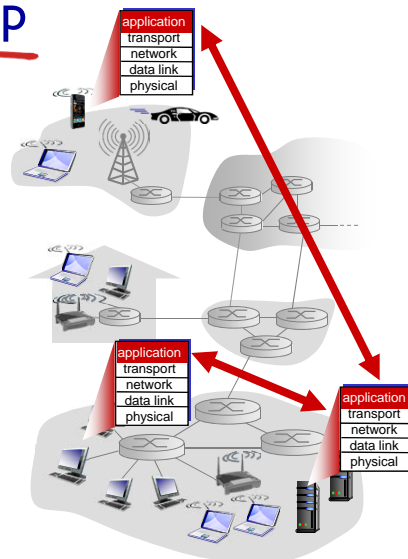 p
application
transport
network
data link
physical
application
transport
network
data link
physical
application
transport
network
data link
physical